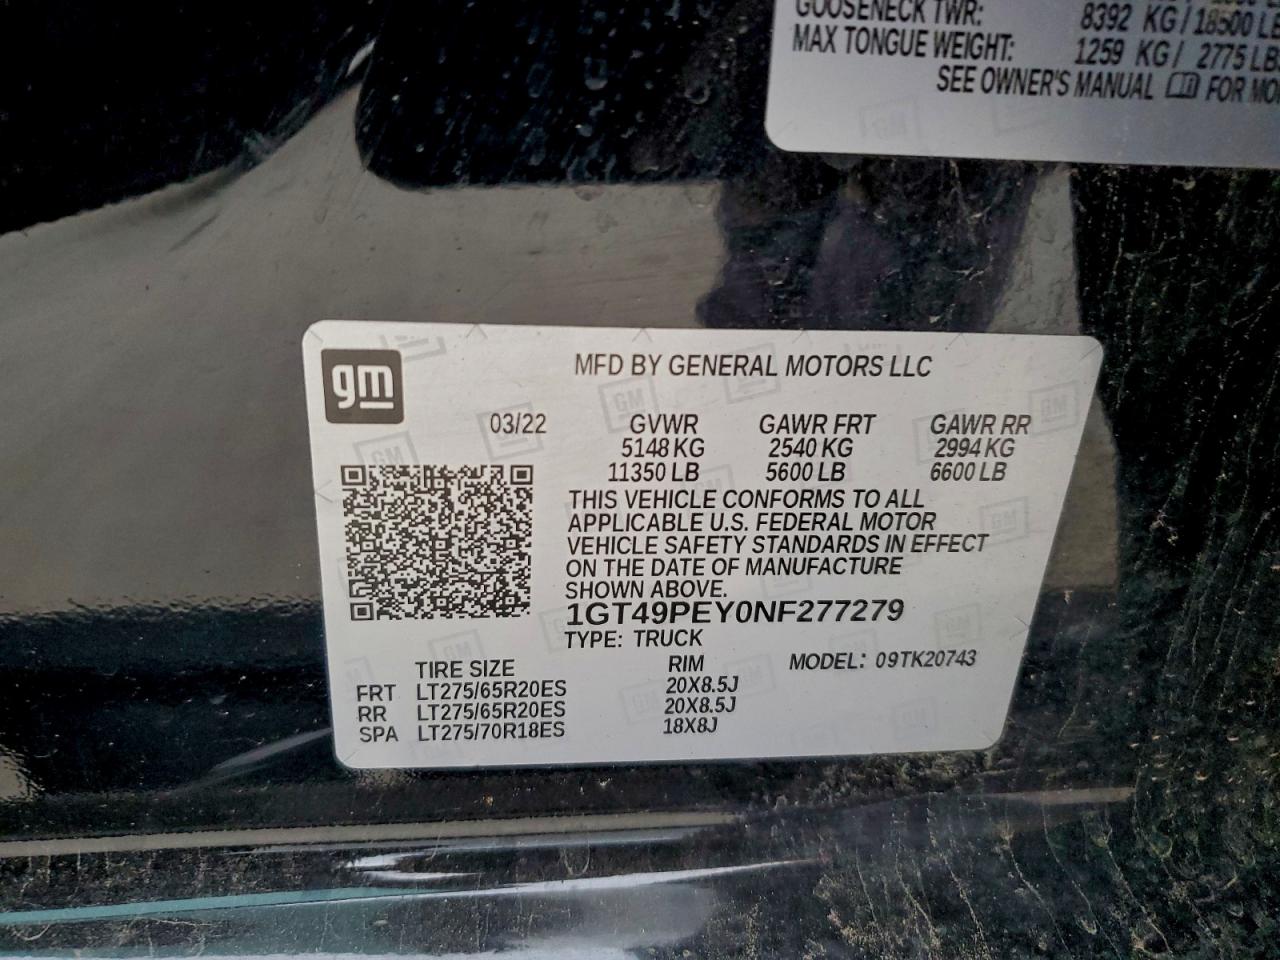 GOOSENECK TWR: 8392 KG/18500 LB
MAX TONGUE WEIGHT: 1259 KG/ 2775 LB
SEE OWNER'S MANUAL FOR MO
gm
MFD BY GENERAL MOTORS LLC
03/22 GVWR GAWR FRT GAWR RR
5148 KG 2540 KG 2994 KG
11350 LB 5600 LB 6600 LB
THIS VEHICLE CONFORMS TO ALL
APPLICABLE U.S. FEDERAL MOTOR
VEHICLE SAFETY STANDARDS IN EFFECT
ON THE DATE OF MANUFACTURE
SHOWN ABOVE.
1GT49PEY0NF277279
TYPE: TRUCK
TIRE SIZE RIM MODEL: 09TK20743
FRT LT275/65R20ES 20X8.5J
RR LT275/65R20ES 20X8.5J
SPA LT275/70R18ES 18X8J